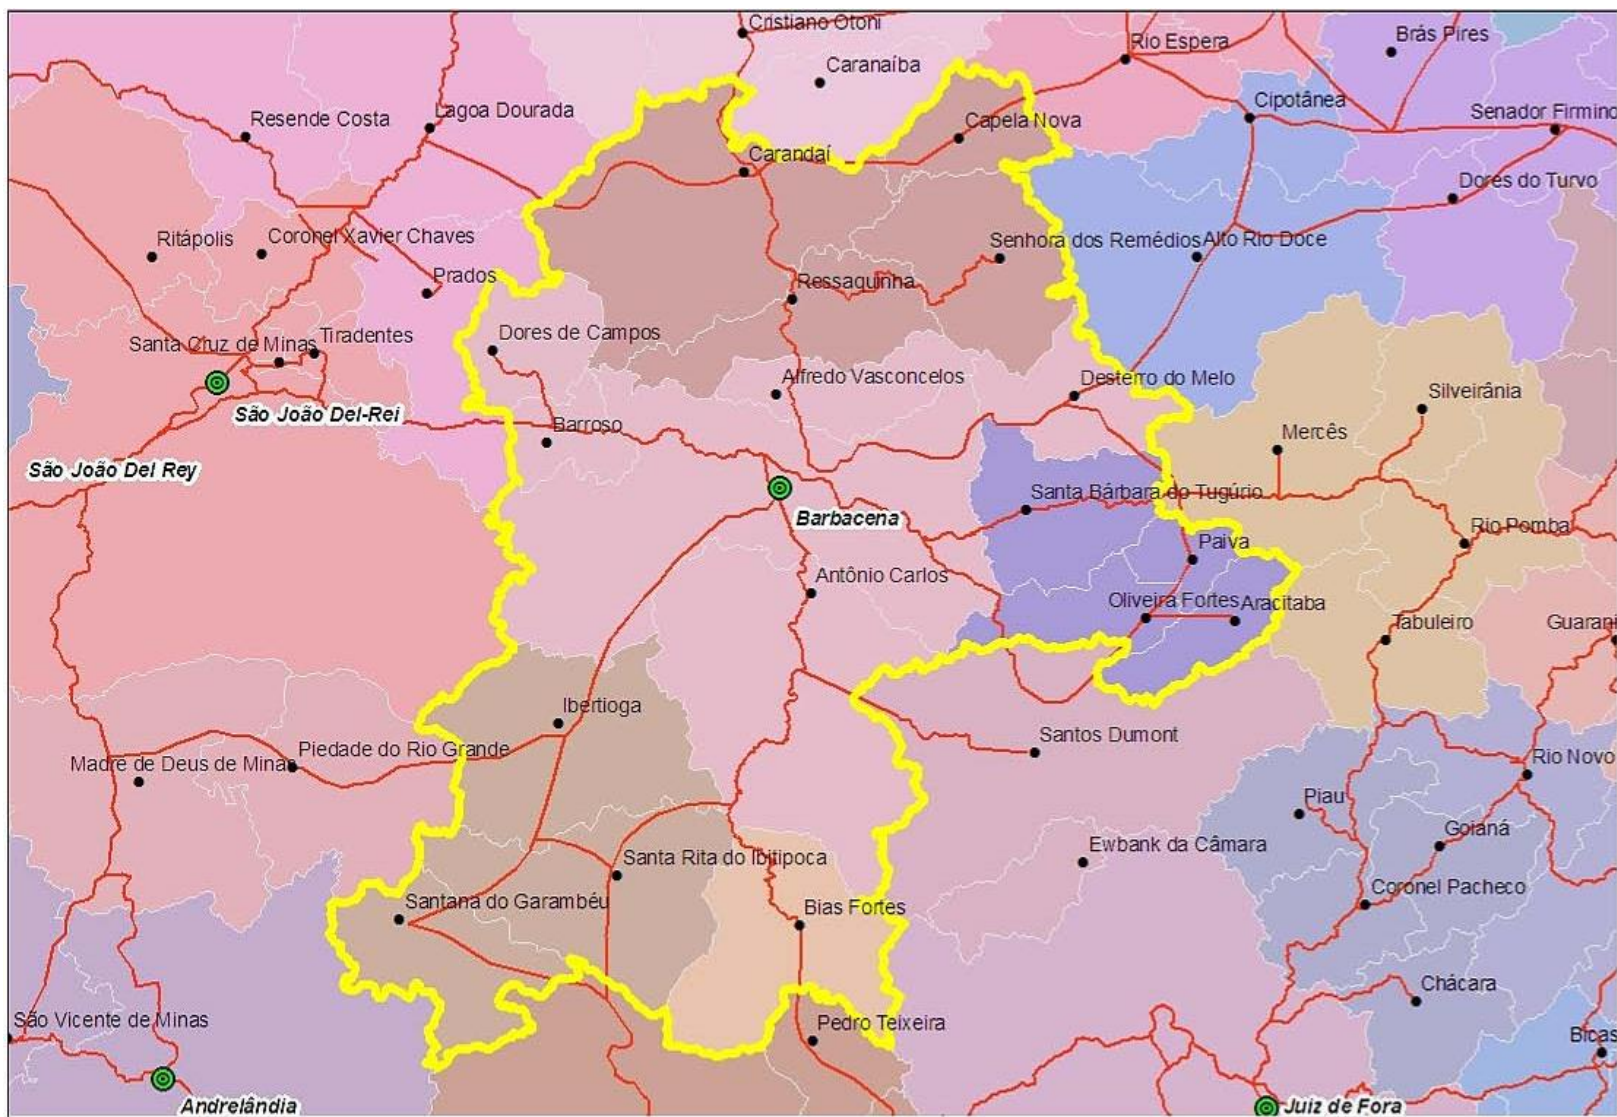 Cristiano Otoni
Brás Pires
Rio Espera
Caranaíba
Cipotânea
Resende Costa
Lagoa Dourada
Senador Firmino
Capela Nova
Carandaí
Dores do Turvo
Ritápolis
Coronel Xavier Chaves
Senhora dos Remédios
Alto Rio Doce
Prados
Ressaquinha
Santa Cruz de Minas
Tiradentes
Dores de Campos
Alfredo Vasconcelos
Desterro do Melo
Silveirânia
São João Del-Rei
Barroso
Mercês
São João Del Rey
Santa Bárbara do Tugúrio
Barbacena
Rio Pomba
Paiva
Antônio Carlos
Oliveira Fortes
Aracitaba
Tabuleiro
Guarani
Ibertioga
Santos Dumont
Piedade do Rio Grande
Madre de Deus de Minas
Rio Novo
Piau
Goianá
Ewbank da Câmara
Santa Rita do Ibitipoca
Coronel Pacheco
Santana do Garambéu
Bias Fortes
Chácara
São Vicente de Minas
Pedro Teixeira
Bicas
Andrelândia
Juiz de Fora